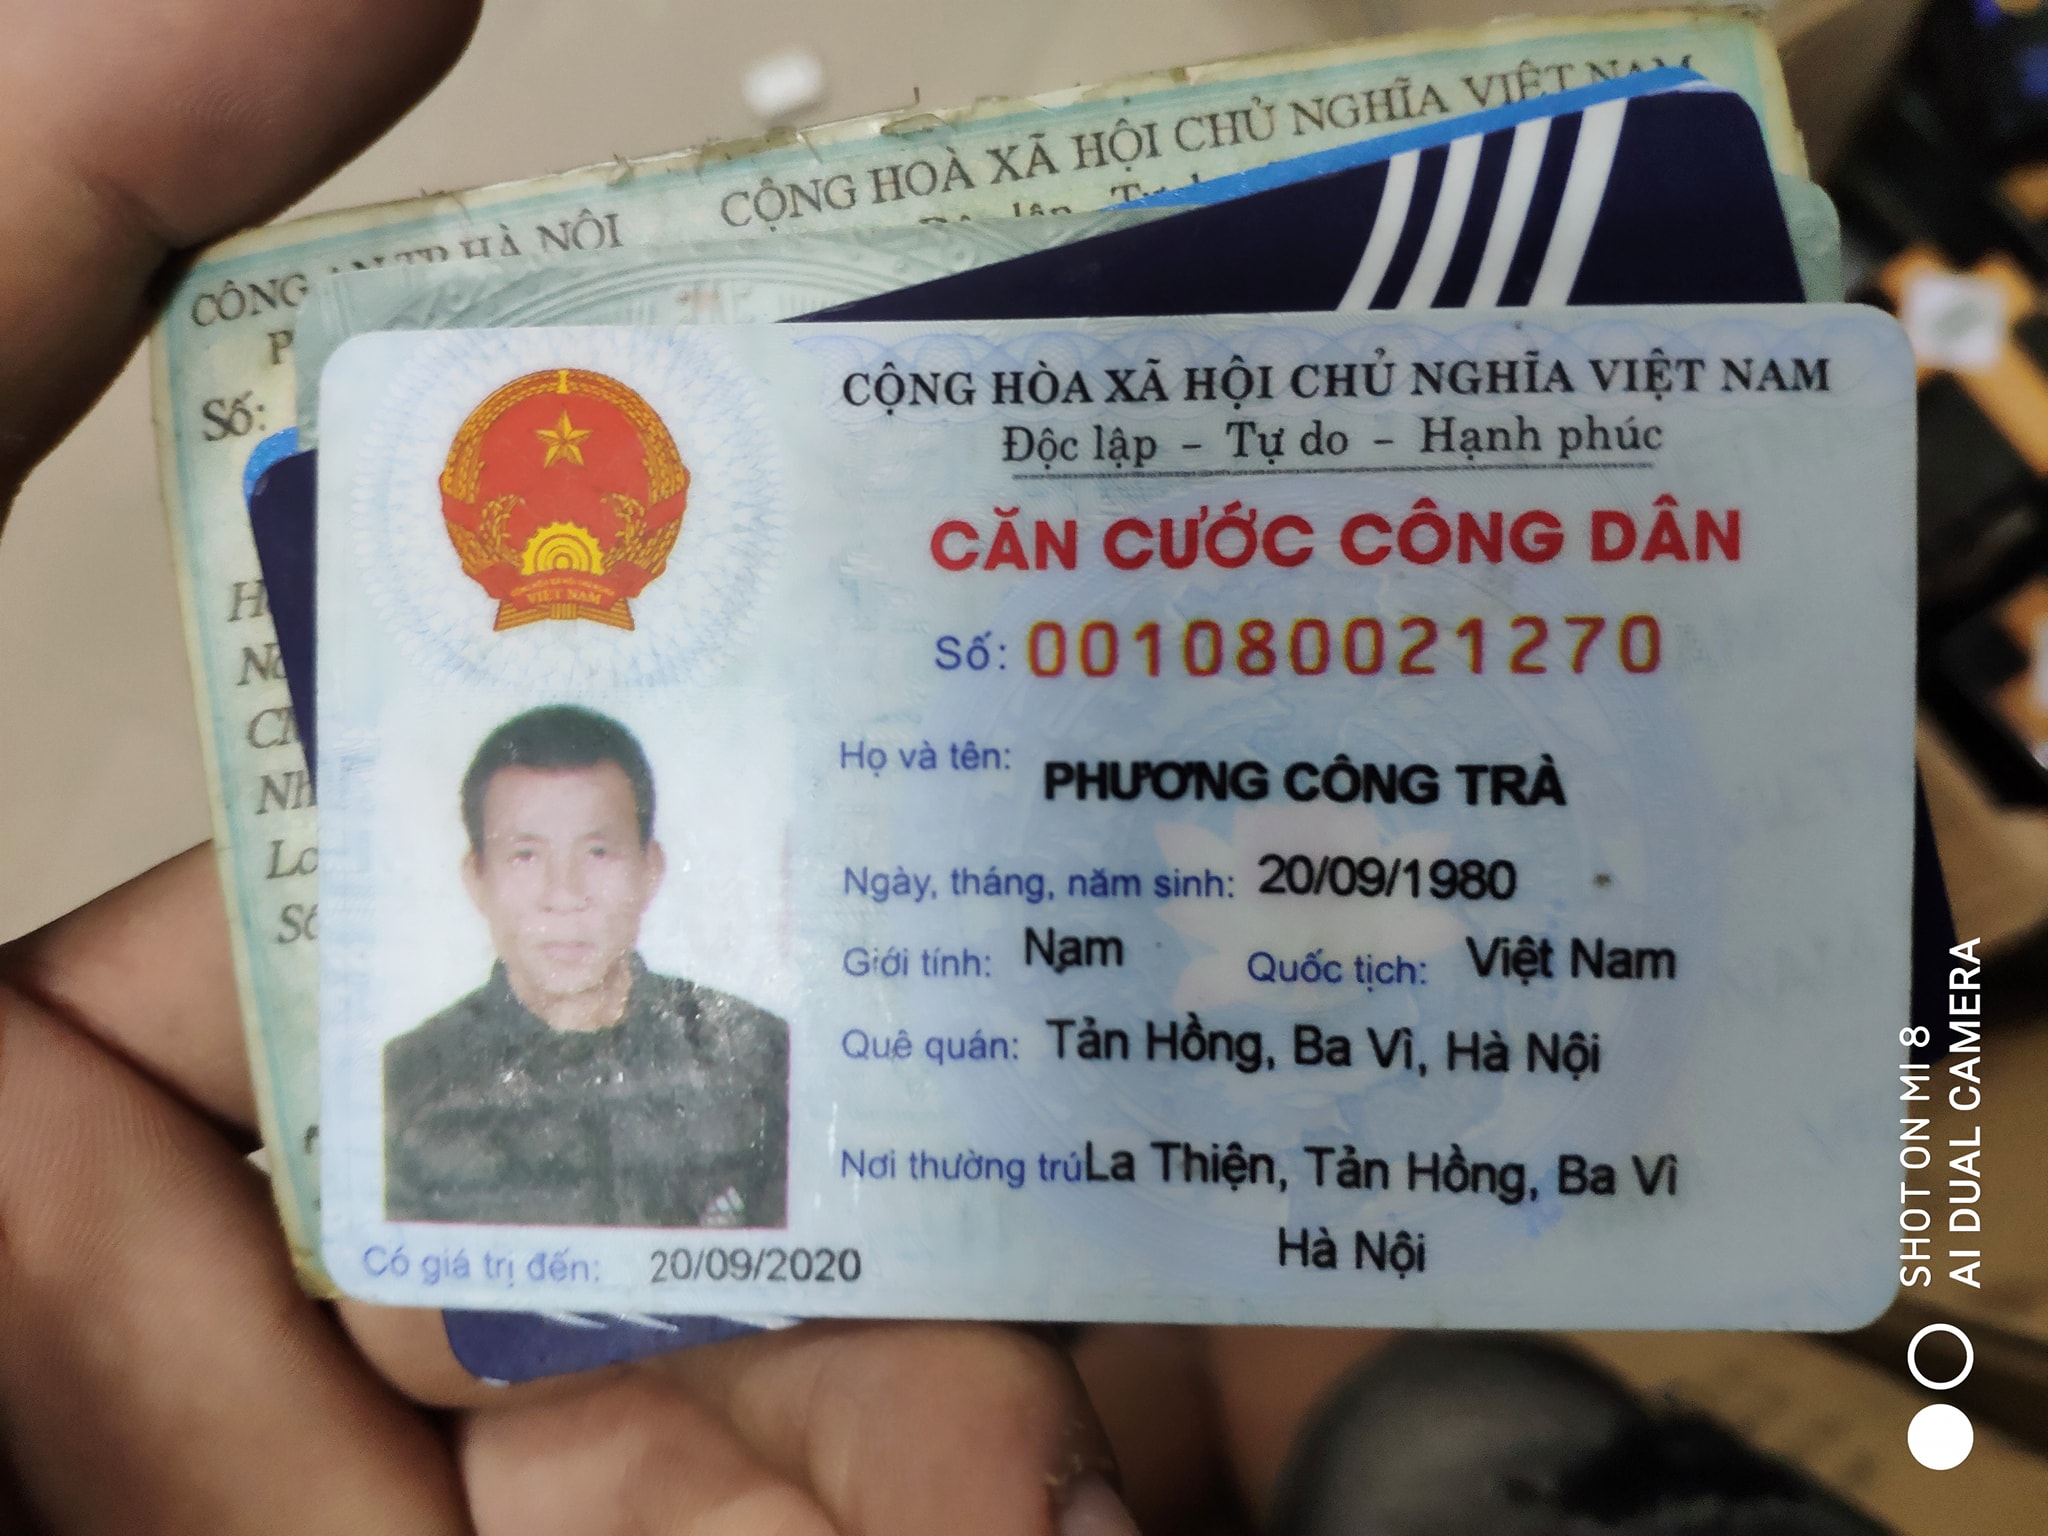 CỘNG HOÀ XÃ HỘI CHỦ NGHĨA VIỆT NAM
CÔNG AN TP HÀ NỘI
Số:
CỘNG HÒA XÃ HỘI CHỦ NGHĨA VIỆT NAM
Độc lập - Tự do - Hạnh phúc
CĂN CƯỚC CÔNG DÂN
Số: 001080021270
Họ và tên: PHƯƠNG CÔNG TRÀ
Ngày, tháng, năm sinh: 20/09/1980
Giới tính: Nam Quốc tịch: Việt Nam
Quê quán: Tản Hồng, Ba Vì, Hà Nội
Nơi thường trú La Thiện, Tản Hồng, Ba Vì
Hà Nội
Có giá trị đến: 20/09/2020
VIỆT NAM
SHOT ON MI 8
AI DUAL CAMERA